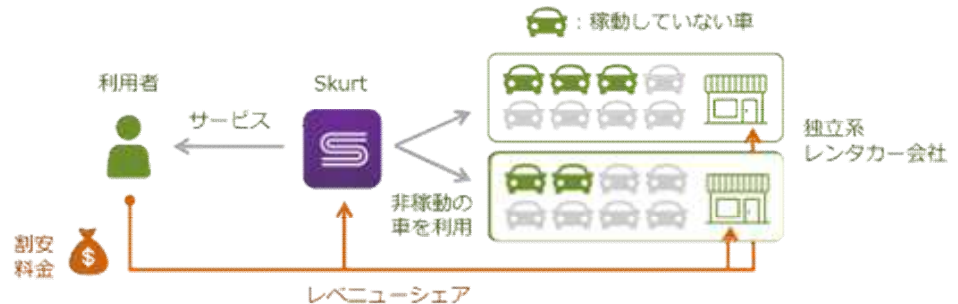 ：稼動していない車
利用者
Skurt
サービス
独立系
レンタカー会社
非稼動の
車を利用
割安
料金
$
レベニューシェア